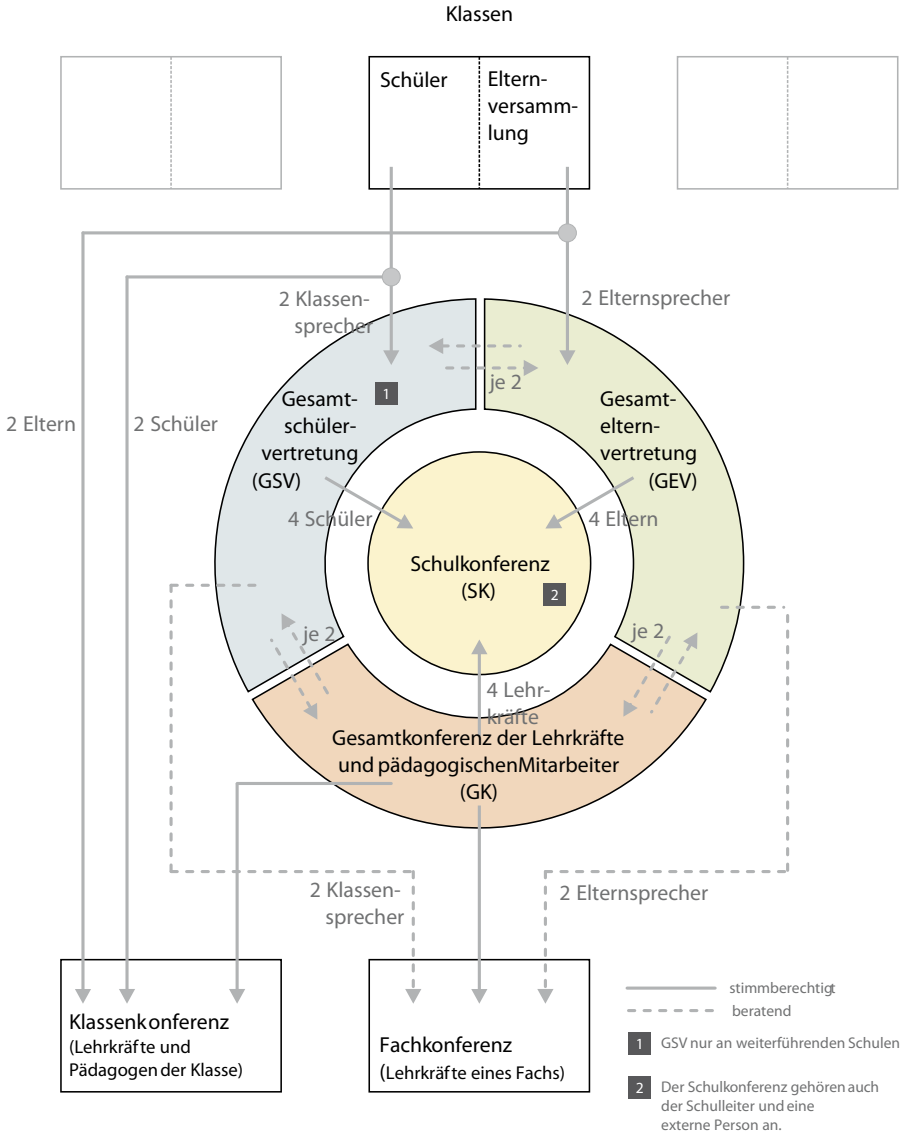 Klassen
Schüler
Eltern-
versamm-
lung
2 Klassen-
sprecher
2 Elternsprecher
je 2
1
Gesamt-
schüler-
vertretung
(GSV)
Gesamt-
eltern-
vertretung
(GEV)
2 Eltern
2 Schüler
4 Schüler
4 Eltern
Schulkonferenz
(SK)
2
je 2
je 2
4 Lehr-
kräfte
Gesamtkonferenz der Lehrkräfte
und pädagogischen Mitarbeiter
(GK)
2 Klassen-
sprecher
2 Elternsprecher
Klassenkonferenz
(Lehrkräfte und
Pädagogen der Klasse)
Fachkonferenz
(Lehrkräfte eines Fachs)
stimmberechtigt
beratend
1 GSV nur an weiterführenden Schulen
2 Der Schulkonferenz gehören auch
der Schulleiter und eine
externe Person an.